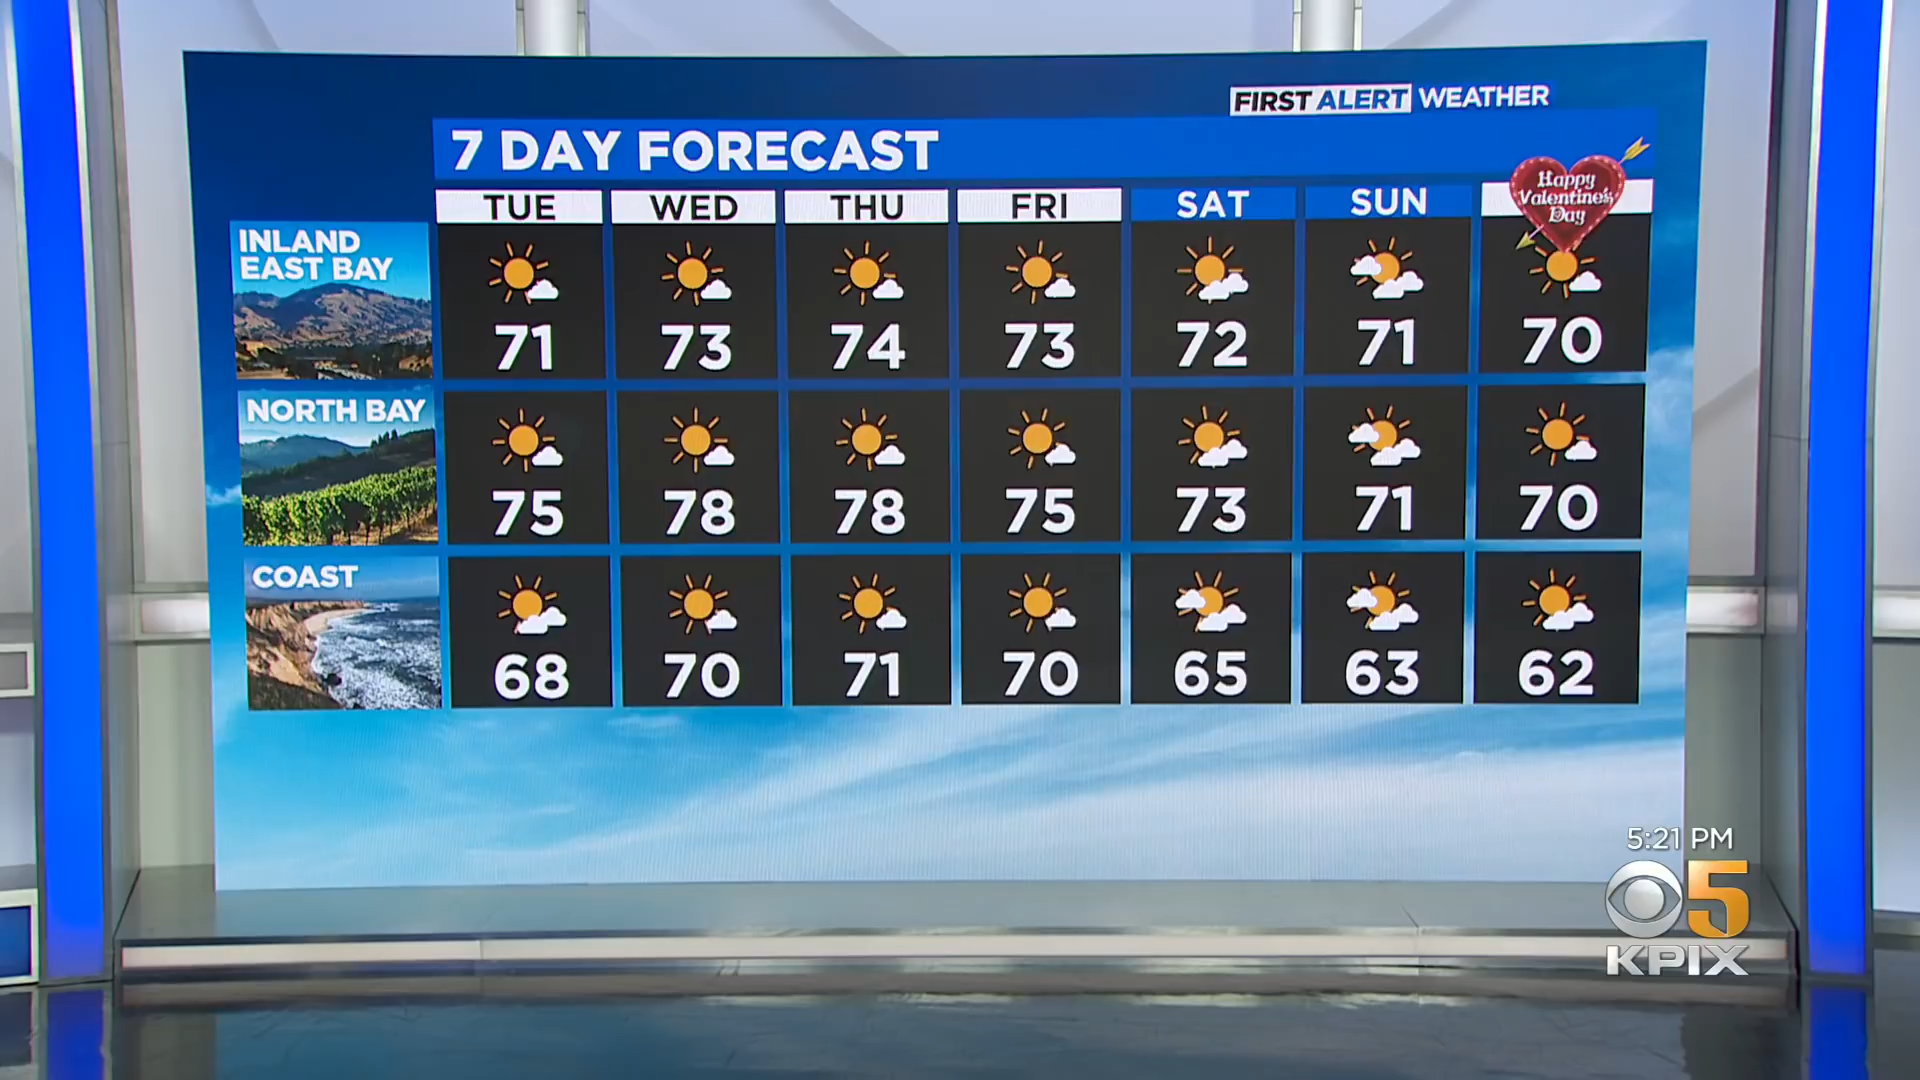 FIRST ALERT WEATHER
7 DAY FORECAST
TUE WED THU FRI SAT SUN
Happy
Valentine's
Day
INLAND
EAST BAY
71 73 74 73 72 71 70
NORTH BAY
75 78 78 75 73 71 70
COAST
68 70 71 70 65 63 62
5:21 PM
5
KPIX